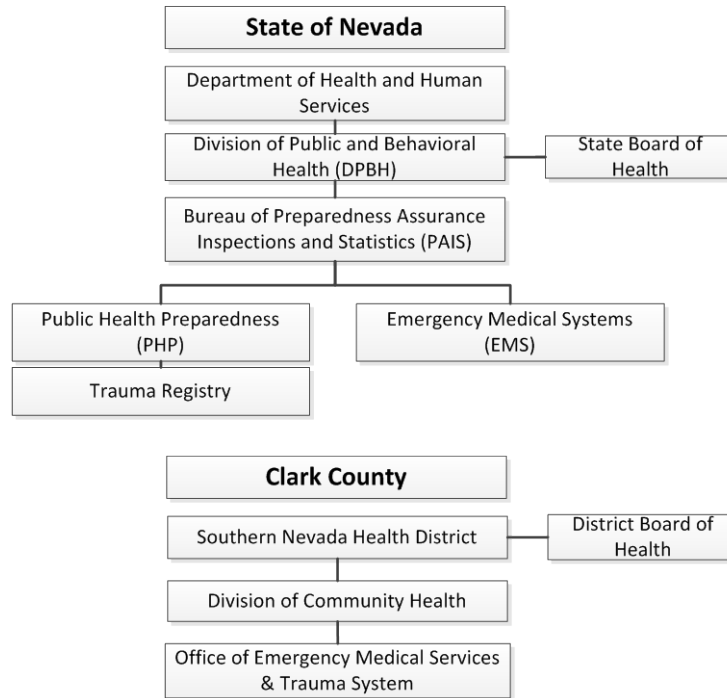 State of Nevada
Department of Health and Human
Services
Division of Public and Behavioral
Health (DPBH)
State Board of
Health
Bureau of Preparedness Assurance
Inspections and Statistics (PAIS)
Public Health Preparedness
(PHP)
Emergency Medical Systems
(EMS)
Trauma Registry
Clark County
Southern Nevada Health District
District Board of
Health
Division of Community Health
Office of Emergency Medical Services
& Trauma System